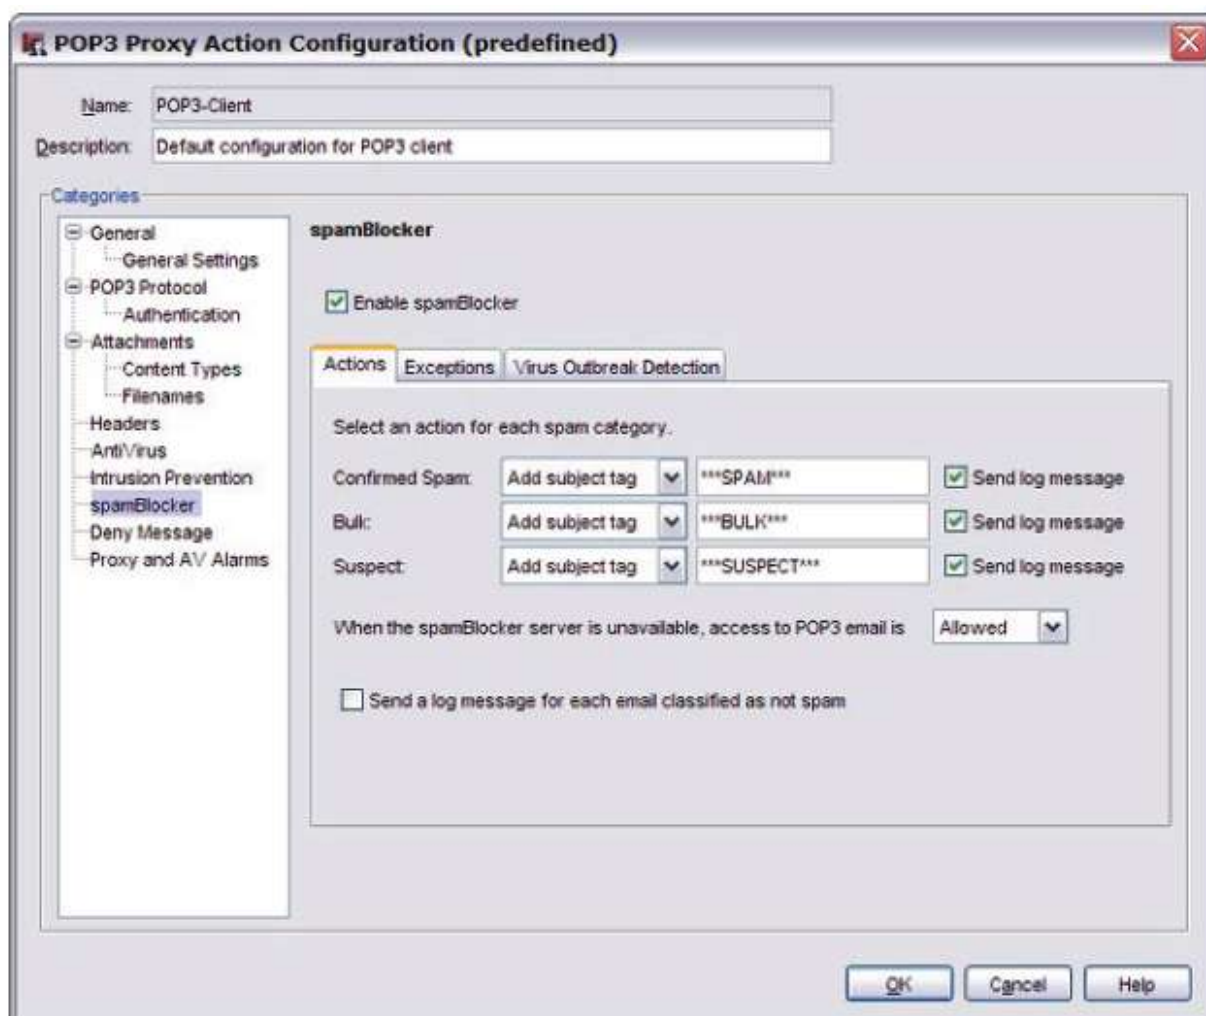 POP3 Proxy Action Configuration (predefined)
Name: POP3-Client
Description: Default configuration for POP3 client
Categories
General
General Settings
POP3 Protocol
Authentication
Attachments
Content Types
Filenames
Headers
AntiVirus
Intrusion Prevention
spamBlocker
Deny Message
Proxy and AV Alarms
spamBlocker
Enable spamBlocker
Actions Exceptions Virus Outbreak Detection
Select an action for each spam category.
Confirmed Spam: Add subject tag ***SPAM*** Send log message
Bulk: Add subject tag ***BULK*** Send log message
Suspect: Add subject tag ***SUSPECT*** Send log message
When the spamBlocker server is unavailable, access to POP3 email is Allowed
Send a log message for each email classified as not spam
OK Cancel Help